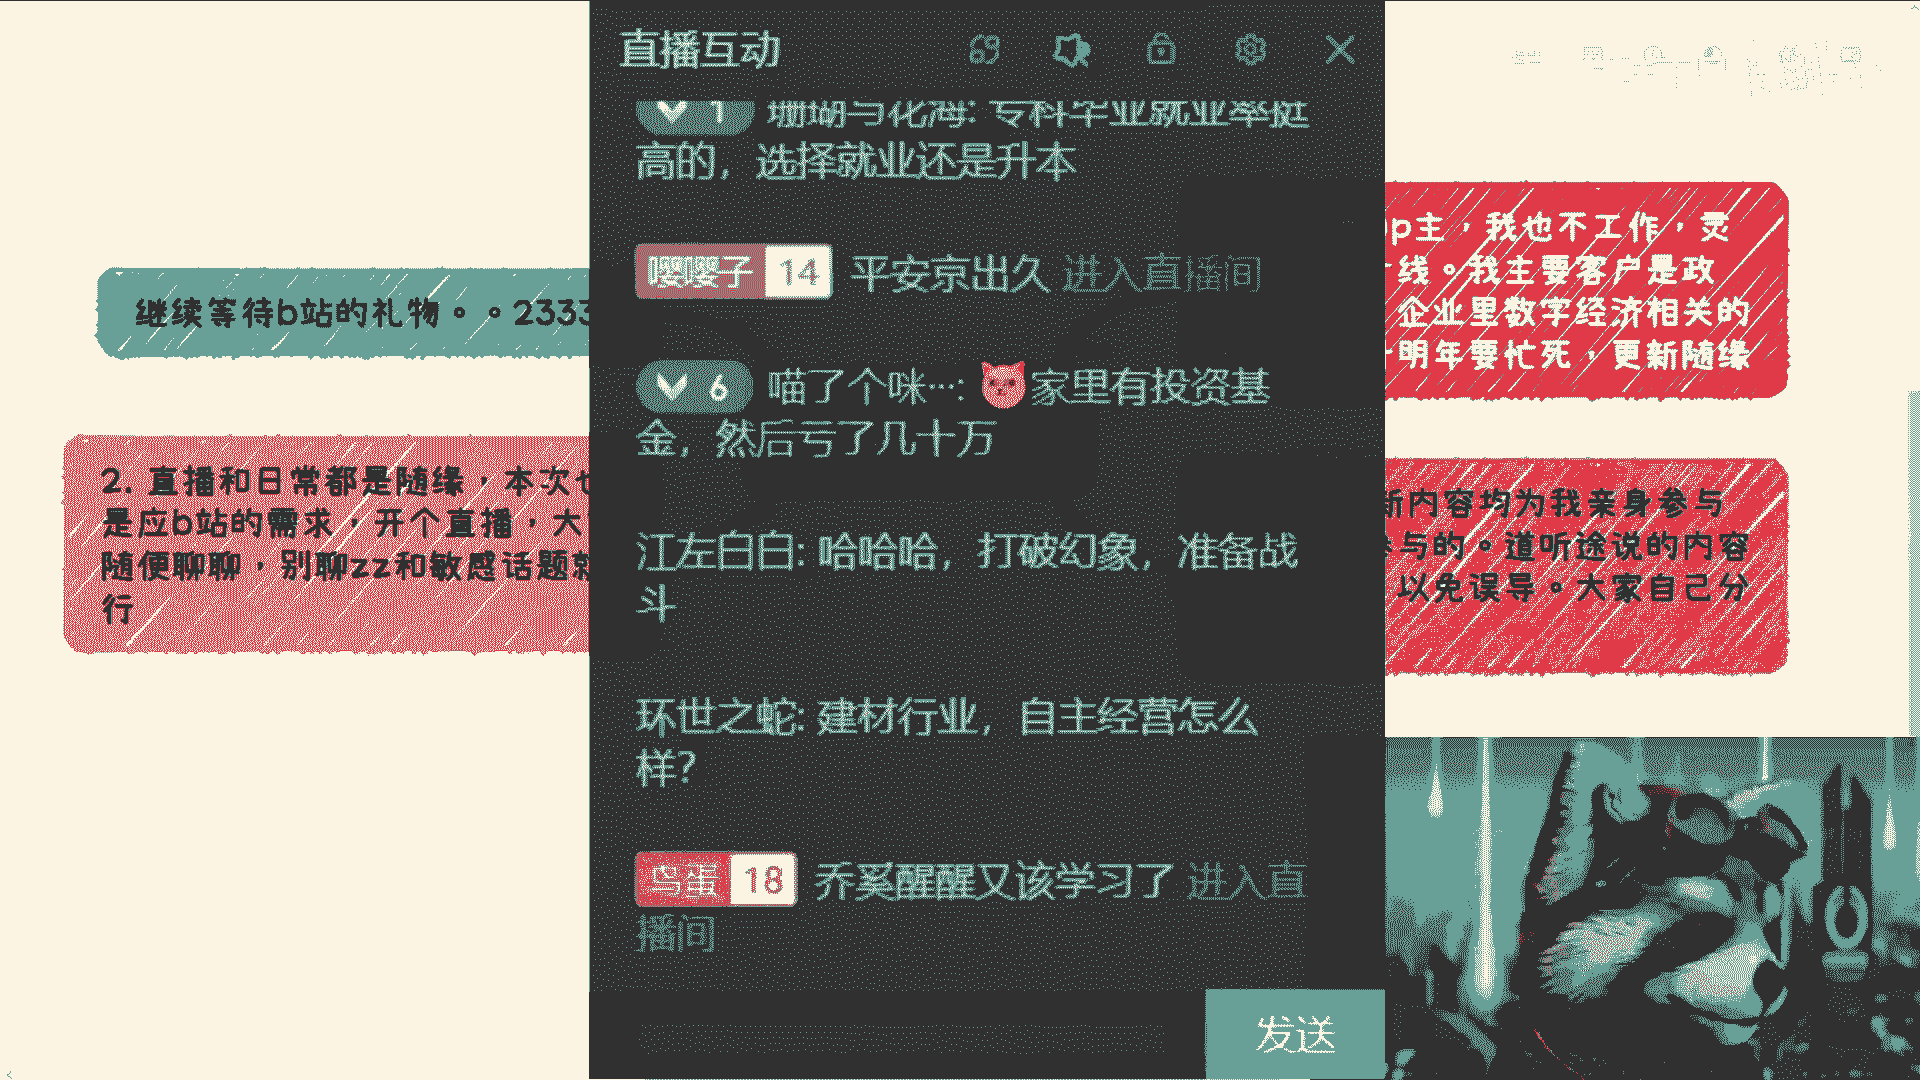 继续等待b站的礼物。。2333
2. 直播和日常都是随缘，本次也
是应b站的需求，开个直播，大
随便聊聊，别聊zz和敏感话题就
行
直播互动
69
1 珊瑚与花海: 专科毕业就业率挺
高的，选择就业还是升本
嘤嘤子 14 平安京出久 进入直播间
6 喵了个咪…: 家里有投资基
金，然后亏了几十万
江左白白: 哈哈哈，打破幻象，准备战
斗
环世之蛇: 建材行业，自主经营怎么
样?
鸟蛋 18 乔奚醒醒又该学习了 进入直
播间
发送
p主，我也不工作，灵
线。我主要客户是政
企业里数字经济相关的
明年要忙死，更新随缘
新内容均为我亲身参与
参与的。道听途说的内容
以免误导。大家自己分